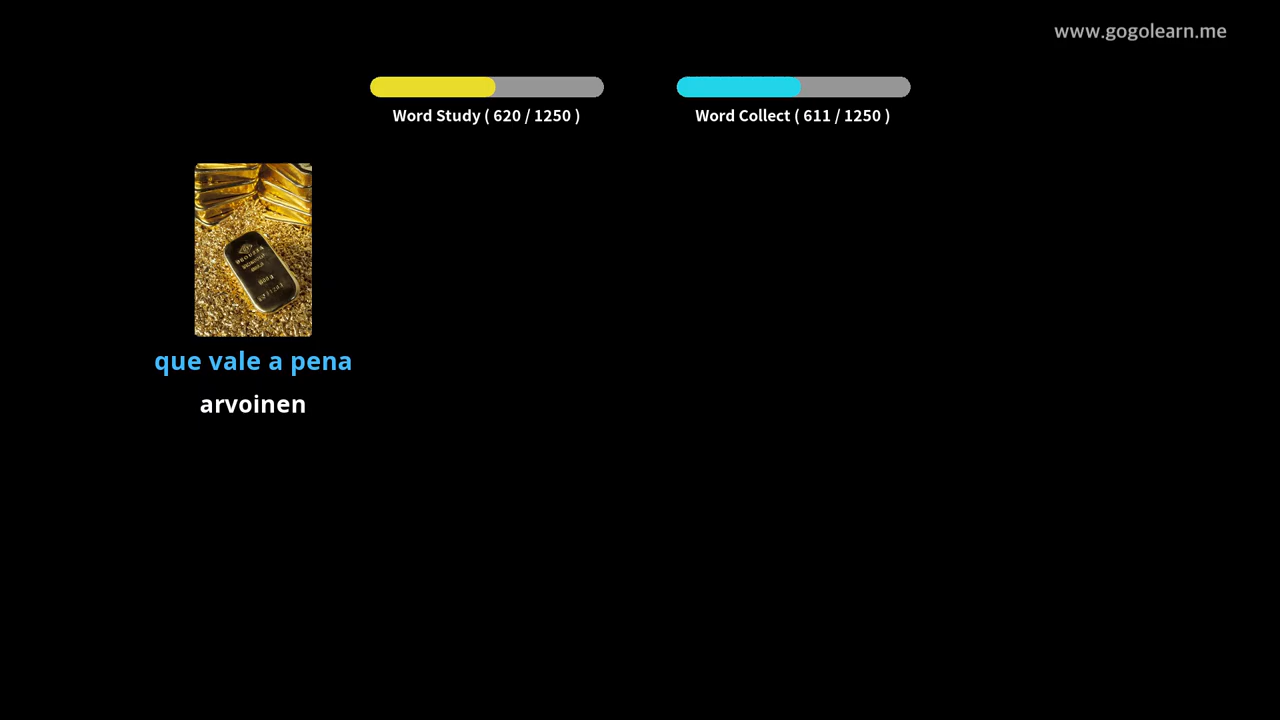 www.gogolearn.me
Word Study ( 620 / 1250 )
Word Collect ( 611 / 1250 )
que vale a pena
arvoinen